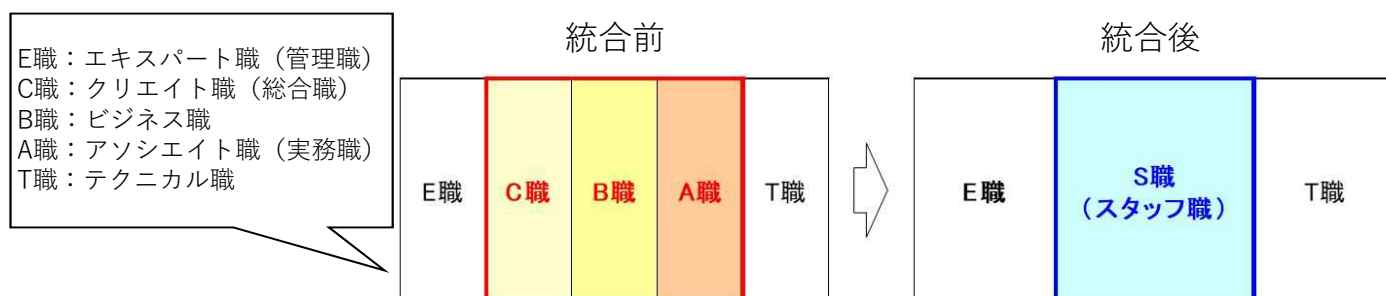 E職：エキスパート職（管理職）
C職：クリエイト職（総合職）
B職：ビジネス職
A職：アソシエイト職（実務職）
T職：テクニカル職
統合前
E職
C職
B職
A職
T職
統合後
E職
S職
（スタッフ職）
T職